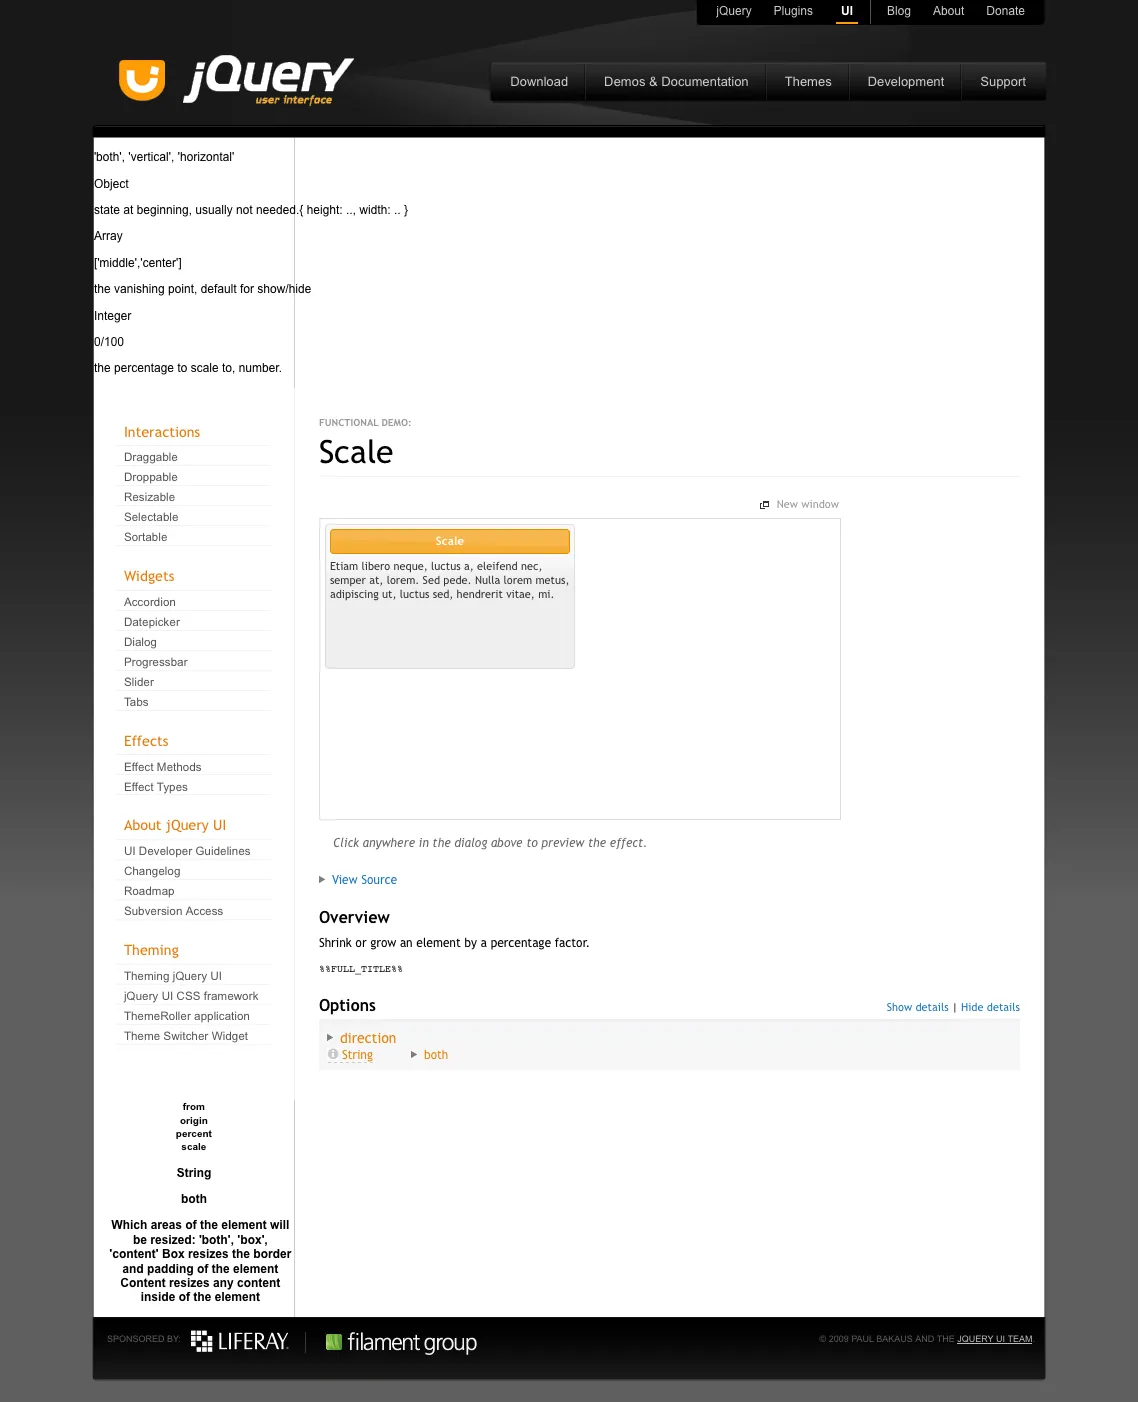 jQuery Plugins UI Blog About Donate
jQuery
user interface
Download Demos & Documentation Themes Development Support
'both', 'vertical', 'horizontal'
Object
state at beginning, usually not needed.{ height: .., width: .. }
Array
['middle','center']
the vanishing point, default for show/hide
Integer
0/100
the percentage to scale to, number.
Interactions
Draggable
Droppable
Resizable
Selectable
Sortable
Widgets
Accordion
Datepicker
Dialog
Progressbar
Slider
Tabs
Effects
Effect Methods
Effect Types
About jQuery UI
UI Developer Guidelines
Changelog
Roadmap
Subversion Access
Theming
Theming jQuery UI
jQuery UI CSS framework
ThemeRoller application
Theme Switcher Widget
FUNCTIONAL DEMO:
Scale
New window
Scale
Etiam libero neque, luctus a, eleifend nec,
semper at, lorem. Sed pede. Nulla lorem metus,
adipiscing ut, luctus sed, hendrerit vitae, mi.
Click anywhere in the dialog above to preview the effect.
View Source
Overview
Shrink or grow an element by a percentage factor.
%%FULL_TITLE%%
Options
Show details | Hide details
direction
String both
from
origin
percent
scale
String
both
Which areas of the element will
be resized: 'both', 'box',
'content' Box resizes the border
and padding of the element
Content resizes any content
inside of the element
SPONSORED BY: LIFERAY. filament group © 2009 PAUL BAKAUS AND THE JQUERY UI TEAM